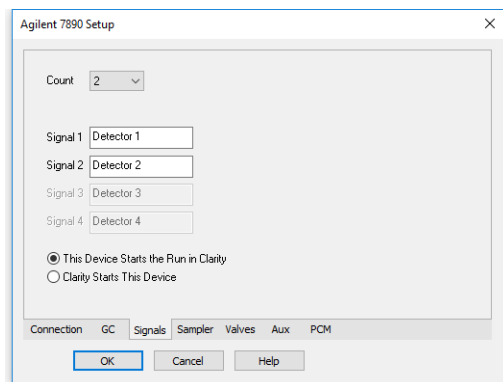 Agilent 7890 Setup
Count 2
Signal 1 Detector 1
Signal 2 Detector 2
Signal 3 Detector 3
Signal 4 Detector 4
This Device Starts the Run in Clarity
Clarity Starts This Device
Connection GC Signals Sampler Valves Aux PCM
OK Cancel Help